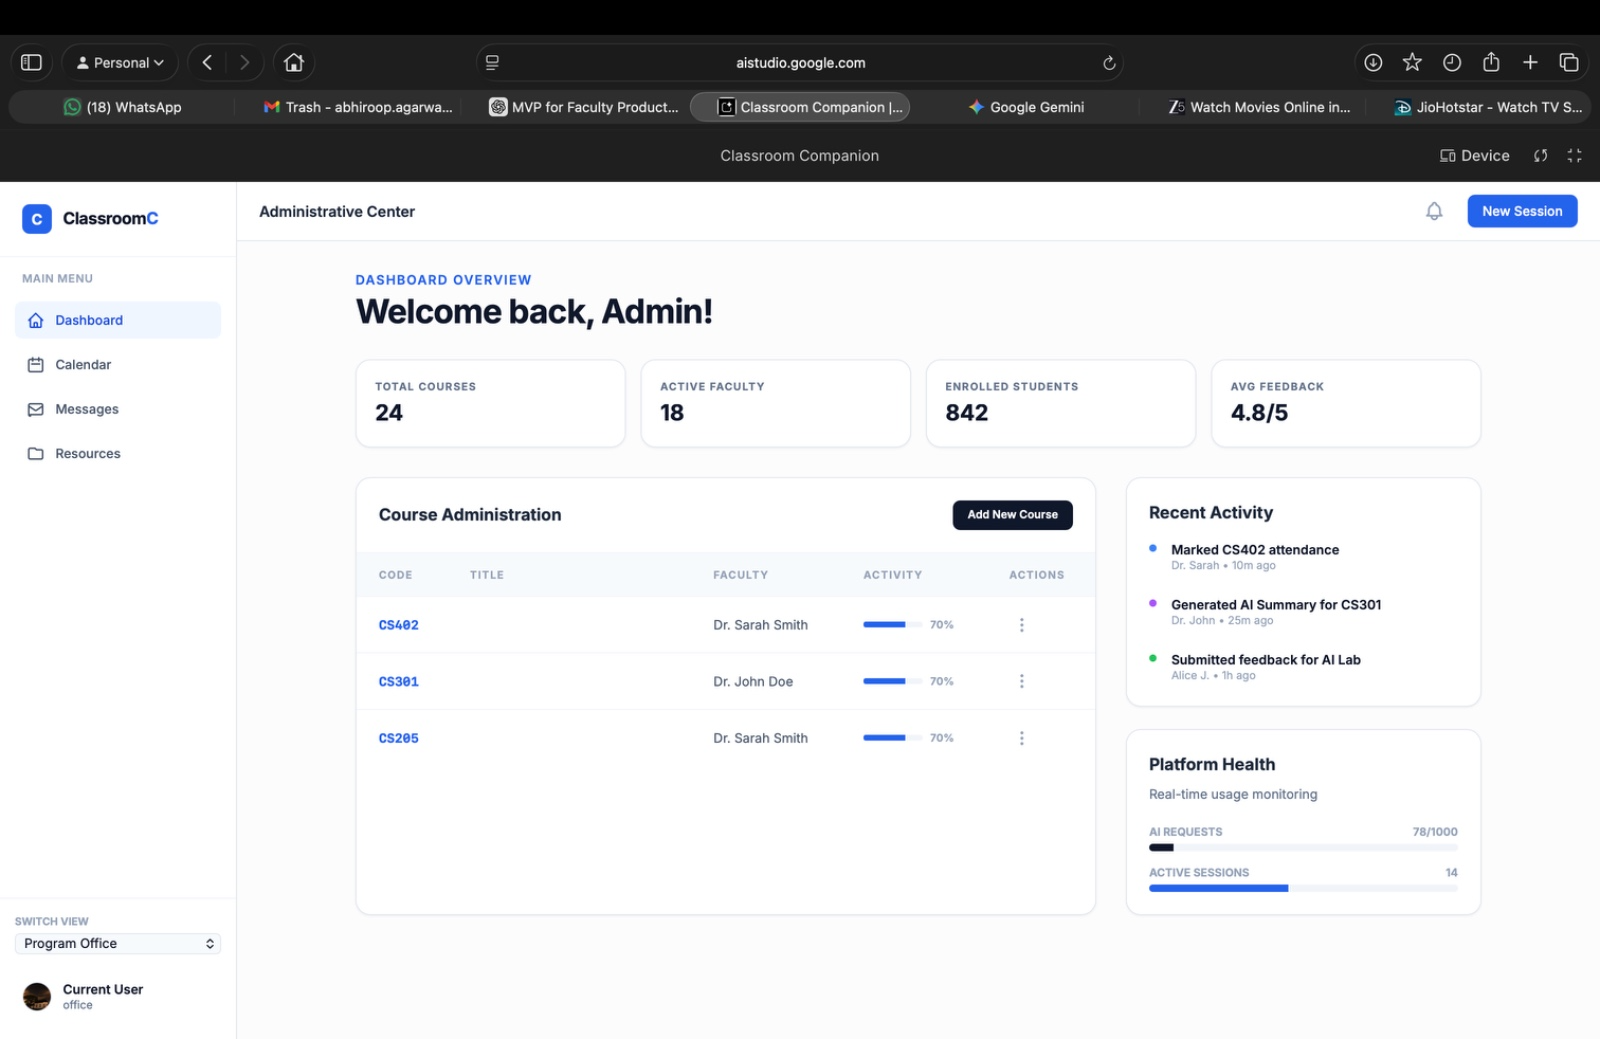 Personal
aistudio.google.com
(18) WhatsApp
Trash - abhiroop.agarwa...
MVP for Faculty Product...
Classroom Companion |...
Google Gemini
Watch Movies Online in...
JioHotstar - Watch TV S...
Classroom Companion
Device
C ClassroomC
Administrative Center
New Session
MAIN MENU
Dashboard
Calendar
Messages
Resources
DASHBOARD OVERVIEW
Welcome back, Admin!
TOTAL COURSES
24
ACTIVE FACULTY
18
ENROLLED STUDENTS
842
AVG FEEDBACK
4.8/5
Course Administration
Add New Course
CODE TITLE FACULTY ACTIVITY ACTIONS
CS402 Dr. Sarah Smith 70%
CS301 Dr. John Doe 70%
CS205 Dr. Sarah Smith 70%
Recent Activity
Marked CS402 attendance
Dr. Sarah • 10m ago
Generated AI Summary for CS301
Dr. John • 25m ago
Submitted feedback for AI Lab
Alice J. • 1h ago
Platform Health
Real-time usage monitoring
AI REQUESTS 78/1000
ACTIVE SESSIONS 14
SWITCH VIEW
Program Office
Current User
office